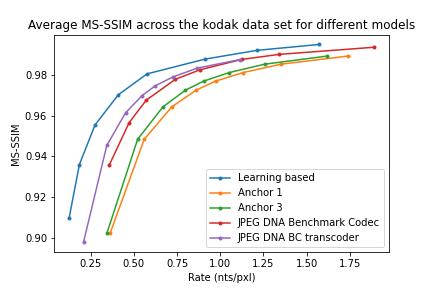 Average MS-SSIM across the kodak data set for different models
MS-SSIM
0.98
0.96
0.94
0.92
0.90
Learning based
Anchor 1
Anchor 3
JPEG DNA Benchmark Codec
JPEG DNA BC transcoder
0.25 0.50 0.75 1.00 1.25 1.50 1.75
Rate (nts/pxl)